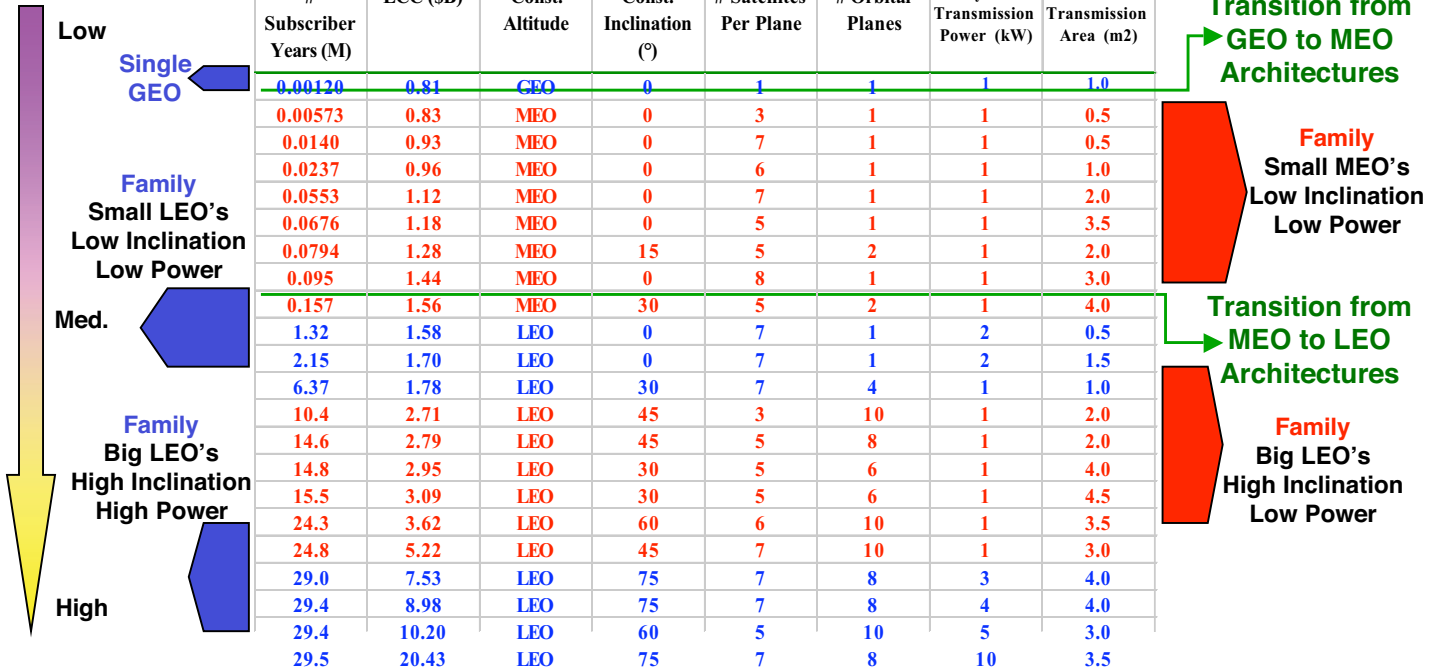 Low
Single
GEO
Family
Small LEO's
Low Inclination
Low Power
Med.
Family
Big LEO's
High Inclination
High Power
High
# LCC ($B) Const. Const. # Satellites # Orbital
Subscriber Altitude Inclination Per Plane Planes Transmission Transmission
Years (M) (°) Power (kW) Area (m2)
0.00120 0.81 GEO 0 1 1 1 1.0
0.00573 0.83 MEO 0 3 1 1 0.5
0.0140 0.93 MEO 0 7 1 1 0.5
0.0237 0.96 MEO 0 6 1 1 1.0
0.0553 1.12 MEO 0 7 1 1 2.0
0.0676 1.18 MEO 0 5 1 1 3.5
0.0794 1.28 MEO 15 5 2 1 2.0
0.095 1.44 MEO 0 8 1 1 3.0
0.157 1.56 MEO 30 5 2 1 4.0
1.32 1.58 LEO 0 7 1 2 0.5
2.15 1.70 LEO 0 7 1 2 1.5
6.37 1.78 LEO 30 7 4 1 1.0
10.4 2.71 LEO 45 3 10 1 2.0
14.6 2.79 LEO 45 5 8 1 2.0
14.8 2.95 LEO 30 5 6 1 4.0
15.5 3.09 LEO 30 5 6 1 4.5
24.3 3.62 LEO 60 6 10 1 3.5
24.8 5.22 LEO 45 7 10 1 3.0
29.0 7.53 LEO 75 7 8 3 4.0
29.4 8.98 LEO 75 7 8 4 4.0
29.4 10.20 LEO 60 5 10 5 3.0
29.5 20.43 LEO 75 7 8 10 3.5
Transition from
GEO to MEO
Architectures
Family
Small MEO's
Low Inclination
Low Power
Transition from
MEO to LEO
Architectures
Family
Big LEO's
High Inclination
Low Power